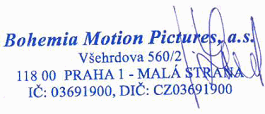 Bohemia Motion Pictures, a.s.
Všehrdova 560/2
118 00 PRAHA 1 - MALÁ STRANA
IČ: 03691900, DIČ: CZ03691900